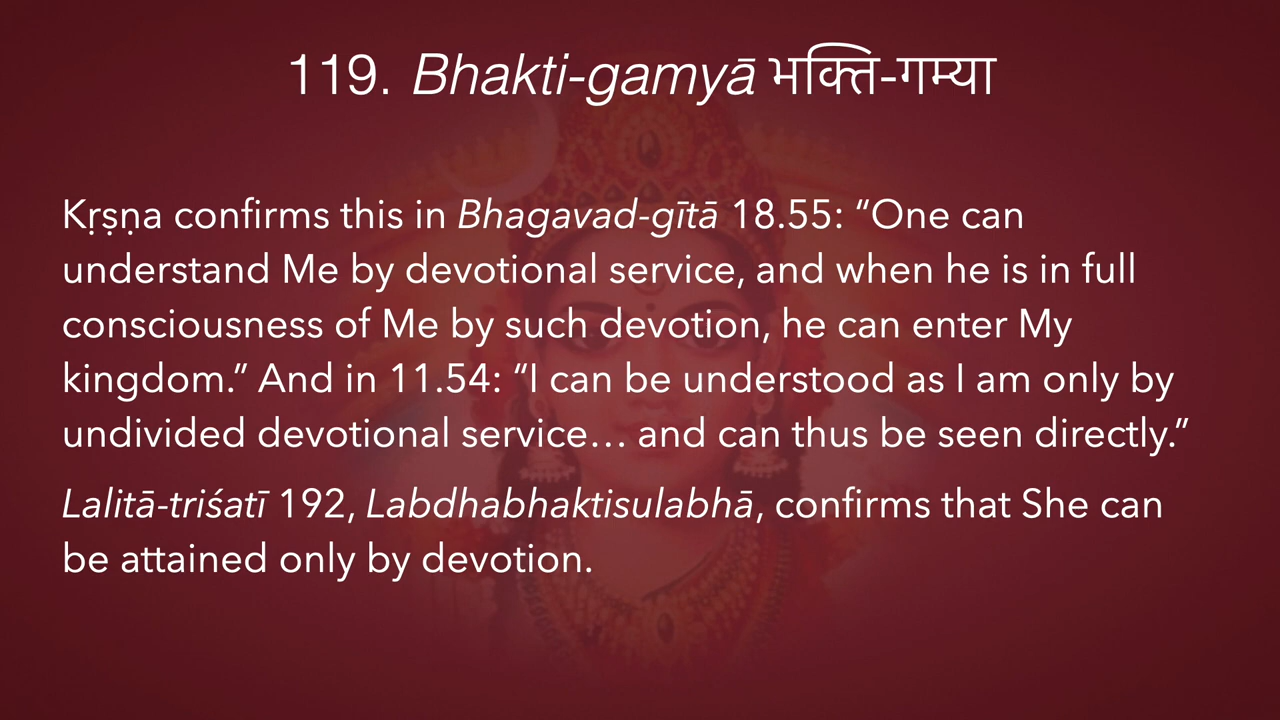 119. Bhakti-gamyā भक्ति-गम्या
Kṛṣṇa confirms this in Bhagavad-gītā 18.55: “One can
understand Me by devotional service, and when he is in full
consciousness of Me by such devotion, he can enter My
kingdom.” And in 11.54: “I can be understood as I am only by
undivided devotional service… and can thus be seen directly.”
Lalitā-triśatī 192, Labdhabhaktisulabhā, confirms that She can
be attained only by devotion.